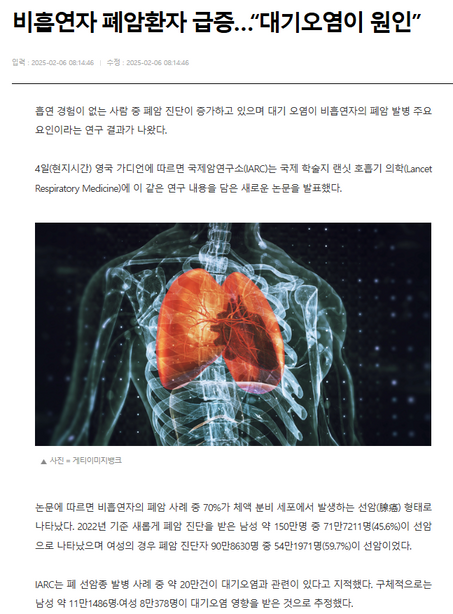 비흡연자 폐암환자 급증…“대기오염이 원인”
입력 : 2025-02-06 08:14:46 | 수정 : 2025-02-06 08:14:46
흡연 경험이 없는 사람 중 폐암 진단이 증가하고 있으며 대기 오염이 비흡연자의 폐암 발병 주요
요인이라는 연구 결과가 나왔다.
4일(현지시간) 영국 가디언에 따르면 국제암연구소(IARC)는 국제 학술지 랜싯 호흡기 의학(Lancet
Respiratory Medicine)에 이 같은 연구 내용을 담은 새로운 논문을 발표했다.
▲ 사진 = 게티이미지뱅크
논문에 따르면 비흡연자의 폐암 사례 중 70%가 체액 분비 세포에서 발생하는 선암(腺癌) 형태로
나타났다. 2022년 기준 새롭게 폐암 진단을 받은 남성 약 150만명 중 71만7211명(45.6%)이 선암
으로 나타났으며 여성의 경우 폐암 진단자 90만8630명 중 54만1971명(59.7%)이 선암이었다.
IARC는 폐 선암종 발병 사례 중 약 20만건이 대기오염과 관련이 있다고 지적했다. 구체적으로는
남성 약 11만1486명·여성 8만378명이 대기오염 영향을 받은 것으로 추정했다.